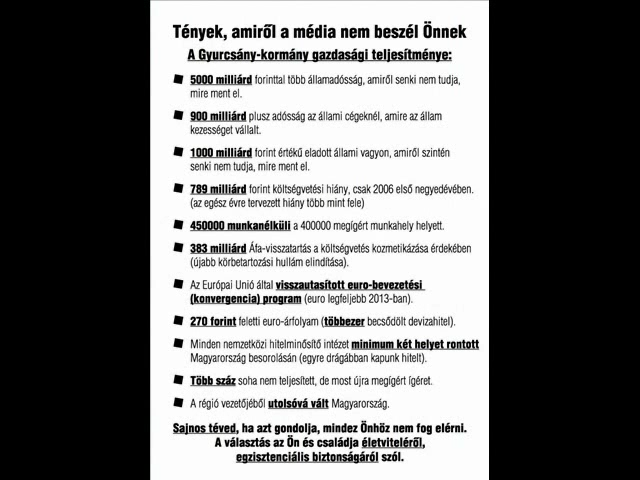 Tények, amiről a média nem beszél Önnek
A Gyurcsány-kormány gazdasági teljesítménye:
5000 milliárd forinttal több államadósság, amiről senki nem tudja,
mire ment el.
900 milliárd plusz adósság az állami cégeknél, amire az állam
kezességet vállalt.
1000 milliárd forint értékű eladott állami vagyon, amiről szintén
senki nem tudja, mire ment el.
789 milliárd forint költségvetési hiány, csak 2006 első negyedévében.
(az egész évre tervezett hiány több mint fele)
450000 munkanélküli a 400000 megígért munkahely helyett.
383 milliárd Áfa-visszatartás a költségvetés kozmetikázása érdekében
(újabb körbetartozási hullám elindítása).
Az Európai Unió által visszautasított euro-bevezetési
(konvergencia) program (euro legfeljebb 2013-ban).
270 forint feletti euro-árfolyam (többezer becsődölt devizahitel).
Minden nemzetközi hitelminősítő intézet minimum két helyet rontott
Magyarország besorolásán (egyre drágábban kapunk hitelt).
Több száz soha nem teljesített, de most újra megígért ígéret.
A régió vezetőjéből utolsóvá vált Magyarország.
Sajnos téved, ha azt gondolja, mindez Önhöz nem fog elérni.
A választás az Ön és családja életviteléről,
egzisztenciális biztonságáról szól.